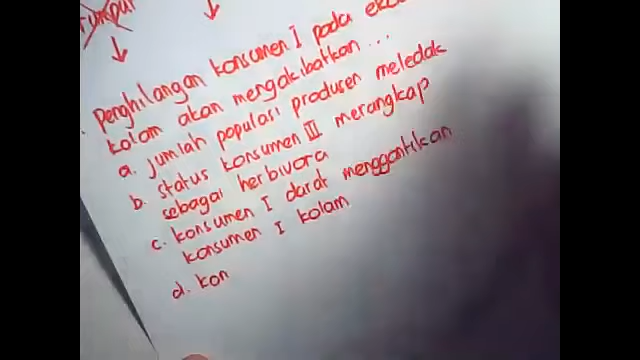 Penghilangan konsumen I pada
kolam akan mengakibatkan ...
a. jumlah populasi produsen meledak
b. status konsumen III merangkap
sebagai herbivora
c. konsumen I darat menggantikan
konsumen I kolam
d. kon